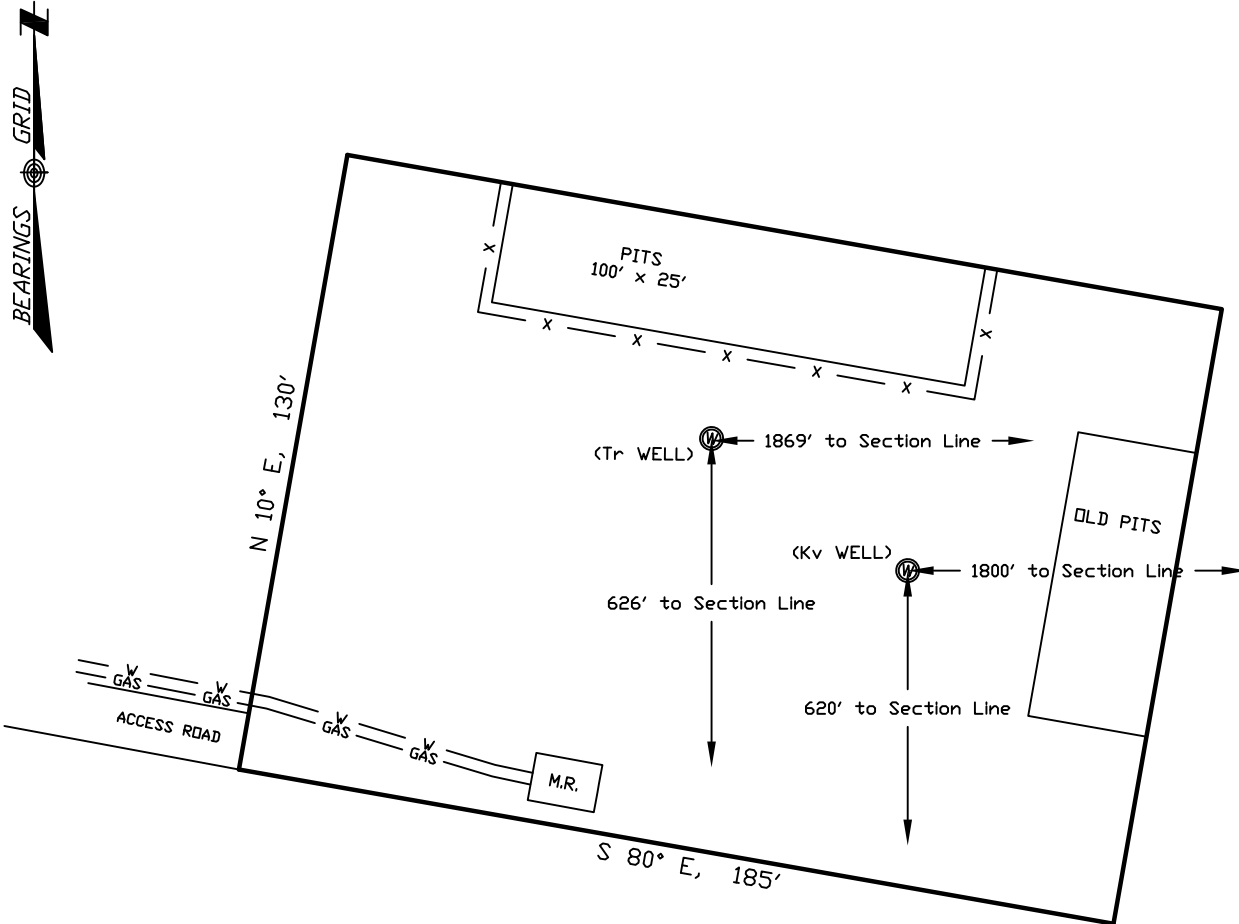 N
BEARINGS GRID
PITS
100' x 25'
X
X
X
X
X
X
X
N 10° E, 130'
(Tr WELL)
W
1869' to Section Line
OLD PITS
(Kv WELL)
W
1800' to Section Line
626' to Section Line
620' to Section Line
W
GAS
W
GAS
W
GAS
W
GAS
ACCESS ROAD
M.R.
S 80° E, 185'